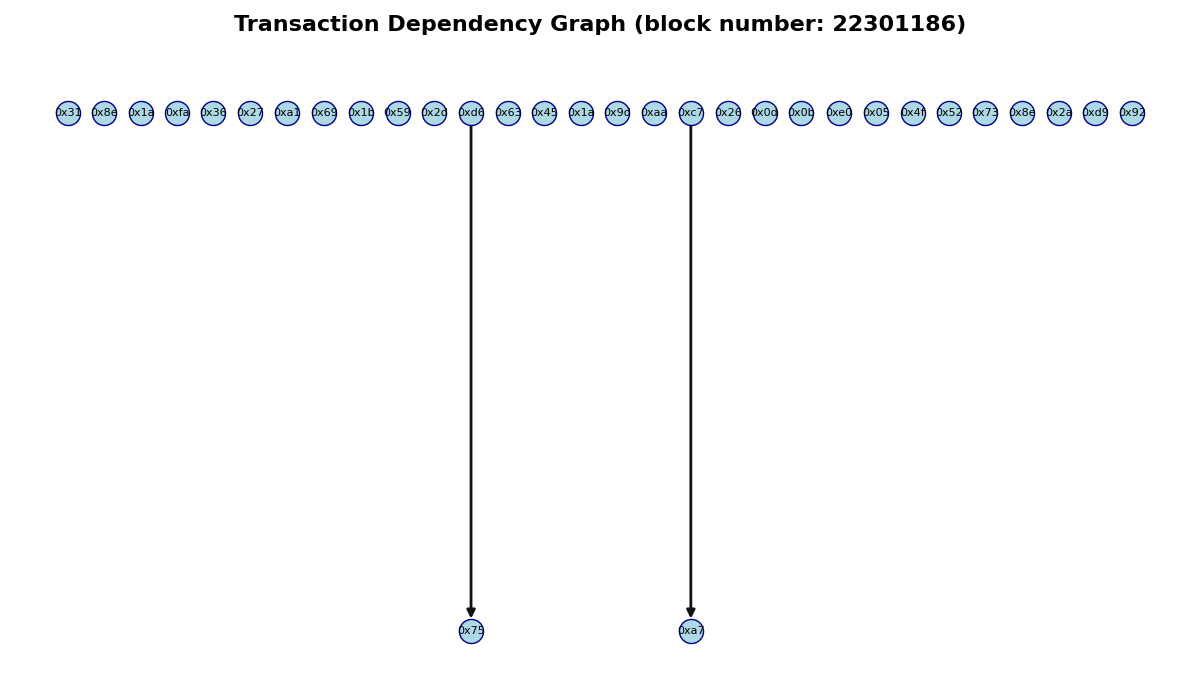 Transaction Dependency Graph (block number: 22301186)
0x31 0x8e 0x1a 0xfa 0x36 0x27 0xa1 0x69 0x1b 0x59 0x2d 0xd6 0x63 0x45 0x1a 0x9d 0xaa 0xc7 0x26 0x0d 0x0b 0xe0 0x05 0x4f 0x52 0x73 0x8e 0x2a 0xd9 0x92
0x75 0xa7